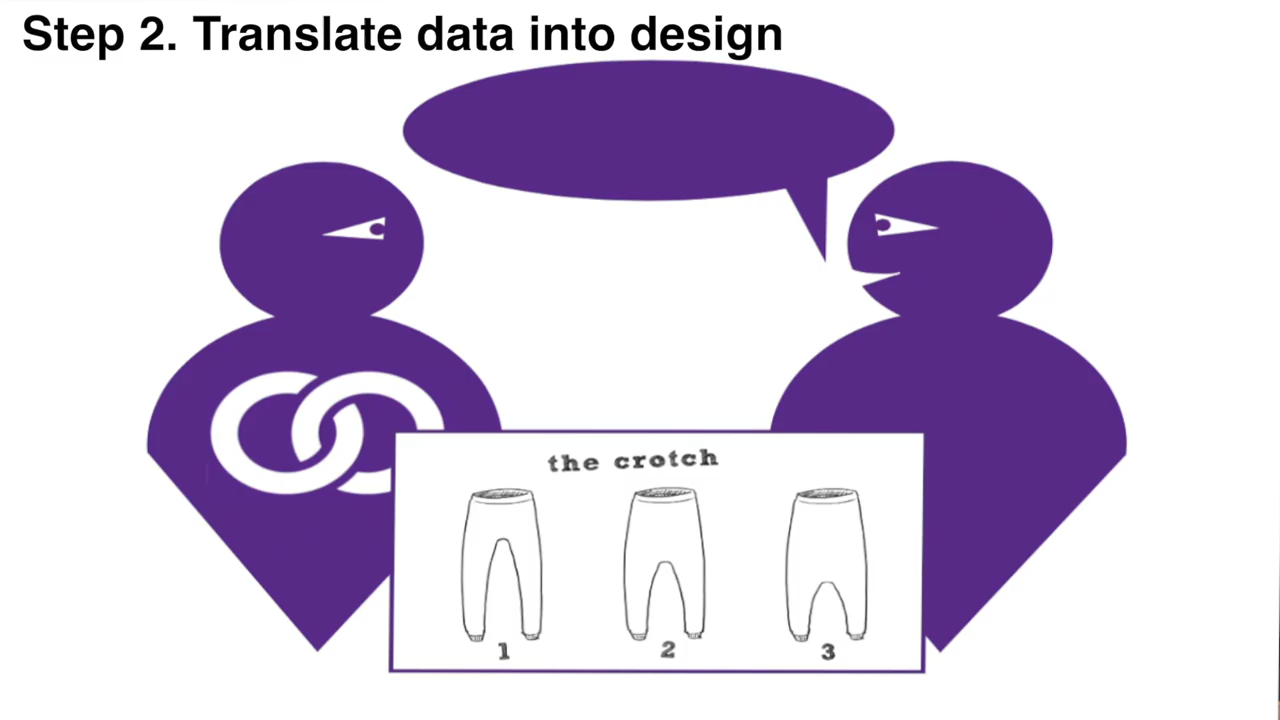 Step 2. Translate data into design
the crotch
1 2 3